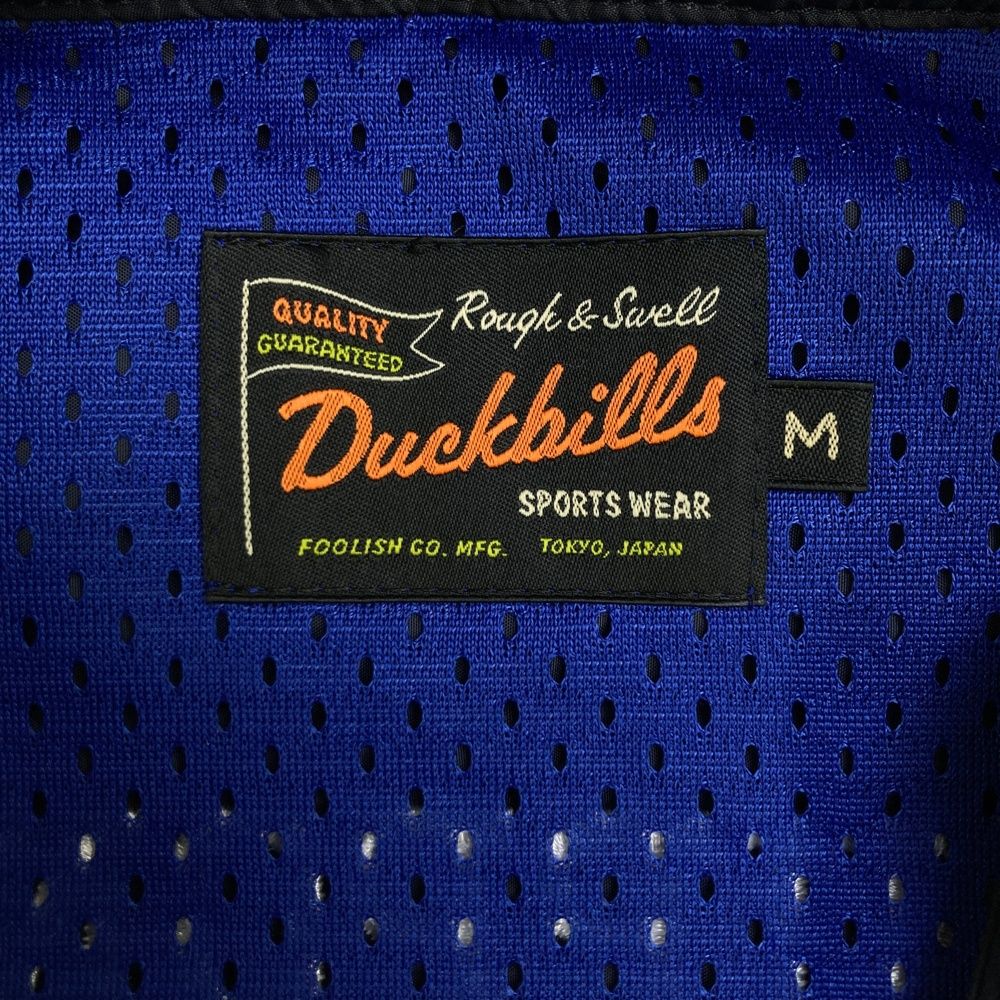 QUALITY
GUARANTEED
Rough & Swell
Duckbills
SPORTS WEAR
FOOLISH CO. MFG. TOKYO, JAPAN
M